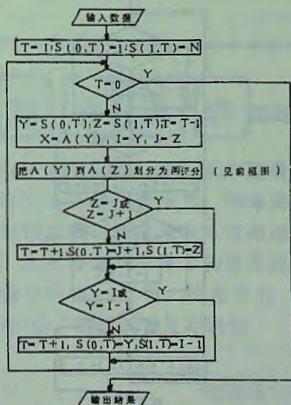 输入数据
T=1;S(0,T)=1;S(1,T)=N
T=0
Y
N
Y=S(0,T);Z=S(1,T);T=T-1
X=A(Y),I=Y,J=Z
把A(Y)到A(Z)划分为两部分
(见前框图)
Z=J或
Z=J+1
Y
N
T=T+1,S(0,T)=J+1,S(1,T)=Z
Y=I或
Y=I-1
Y
N
T=T+1,S(0,T)=Y,S(1,T)=I-1
输出结果